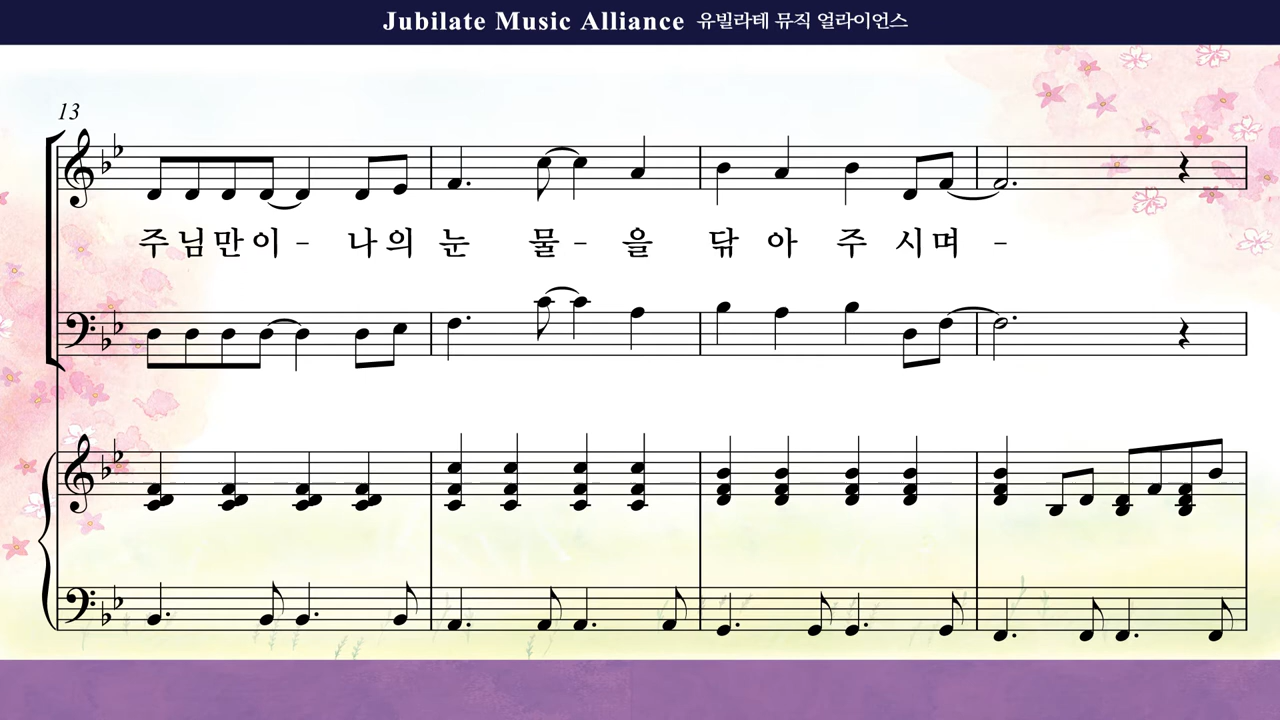 Jubilate Music Alliance 유빌라테 뮤직 얼라이언스
13
주님만이 - 나의 눈 물 - 을 닦 아 주 시며 -